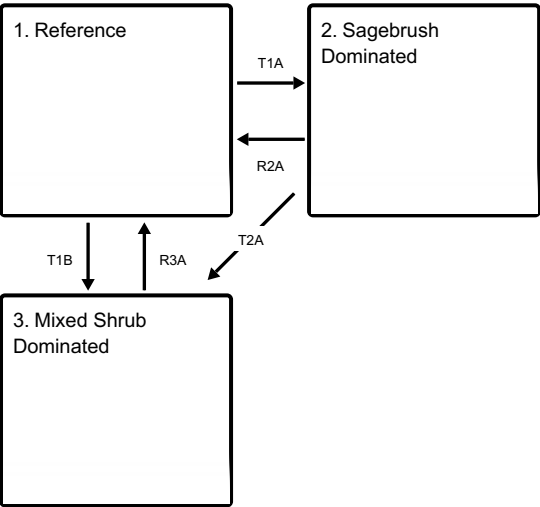 1. Reference
2. Sagebrush
Dominated
T1A
R2A
T2A
T1B
R3A
3. Mixed Shrub
Dominated